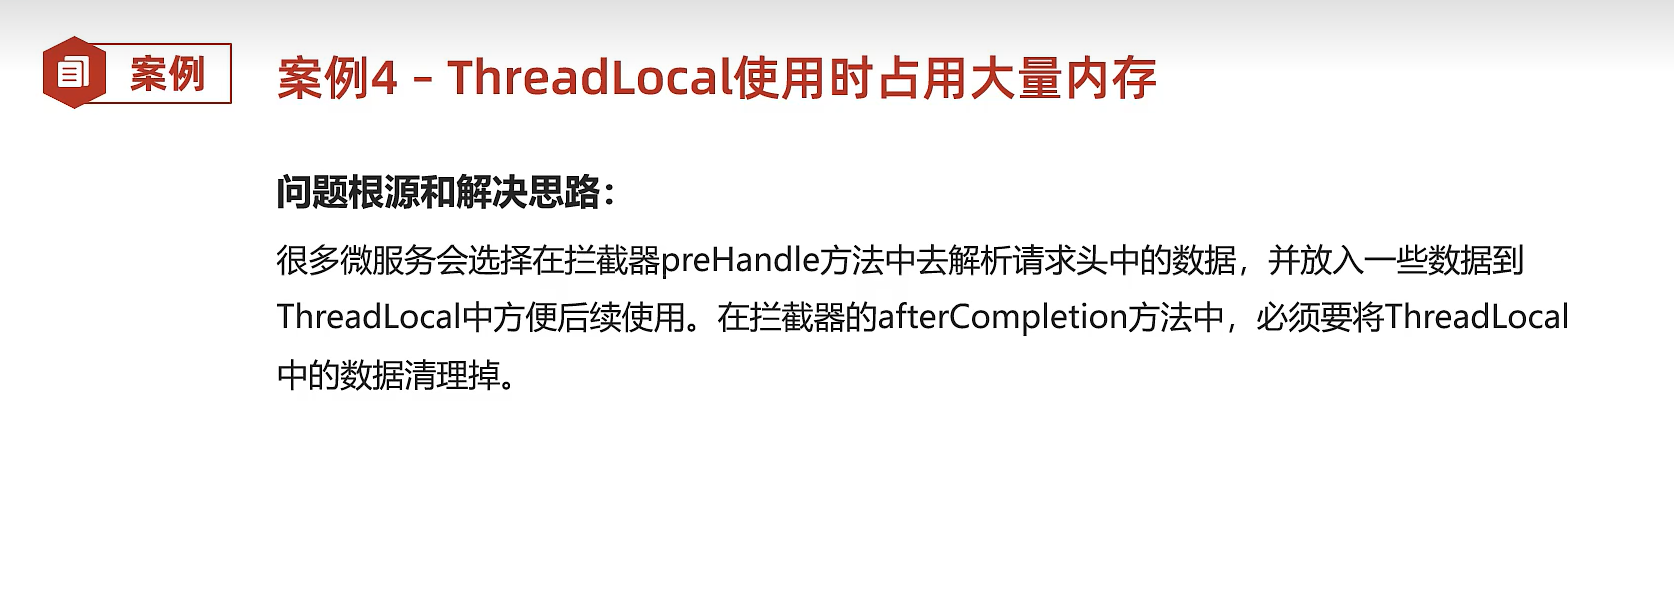 案例
案例4 – ThreadLocal使用时占用大量内存
问题根源和解决思路：
很多微服务会选择在拦截器preHandle方法中去解析请求头中的数据，并放入一些数据到
ThreadLocal中方便后续使用。在拦截器的afterCompletion方法中，必须要将ThreadLocal
中的数据清理掉。